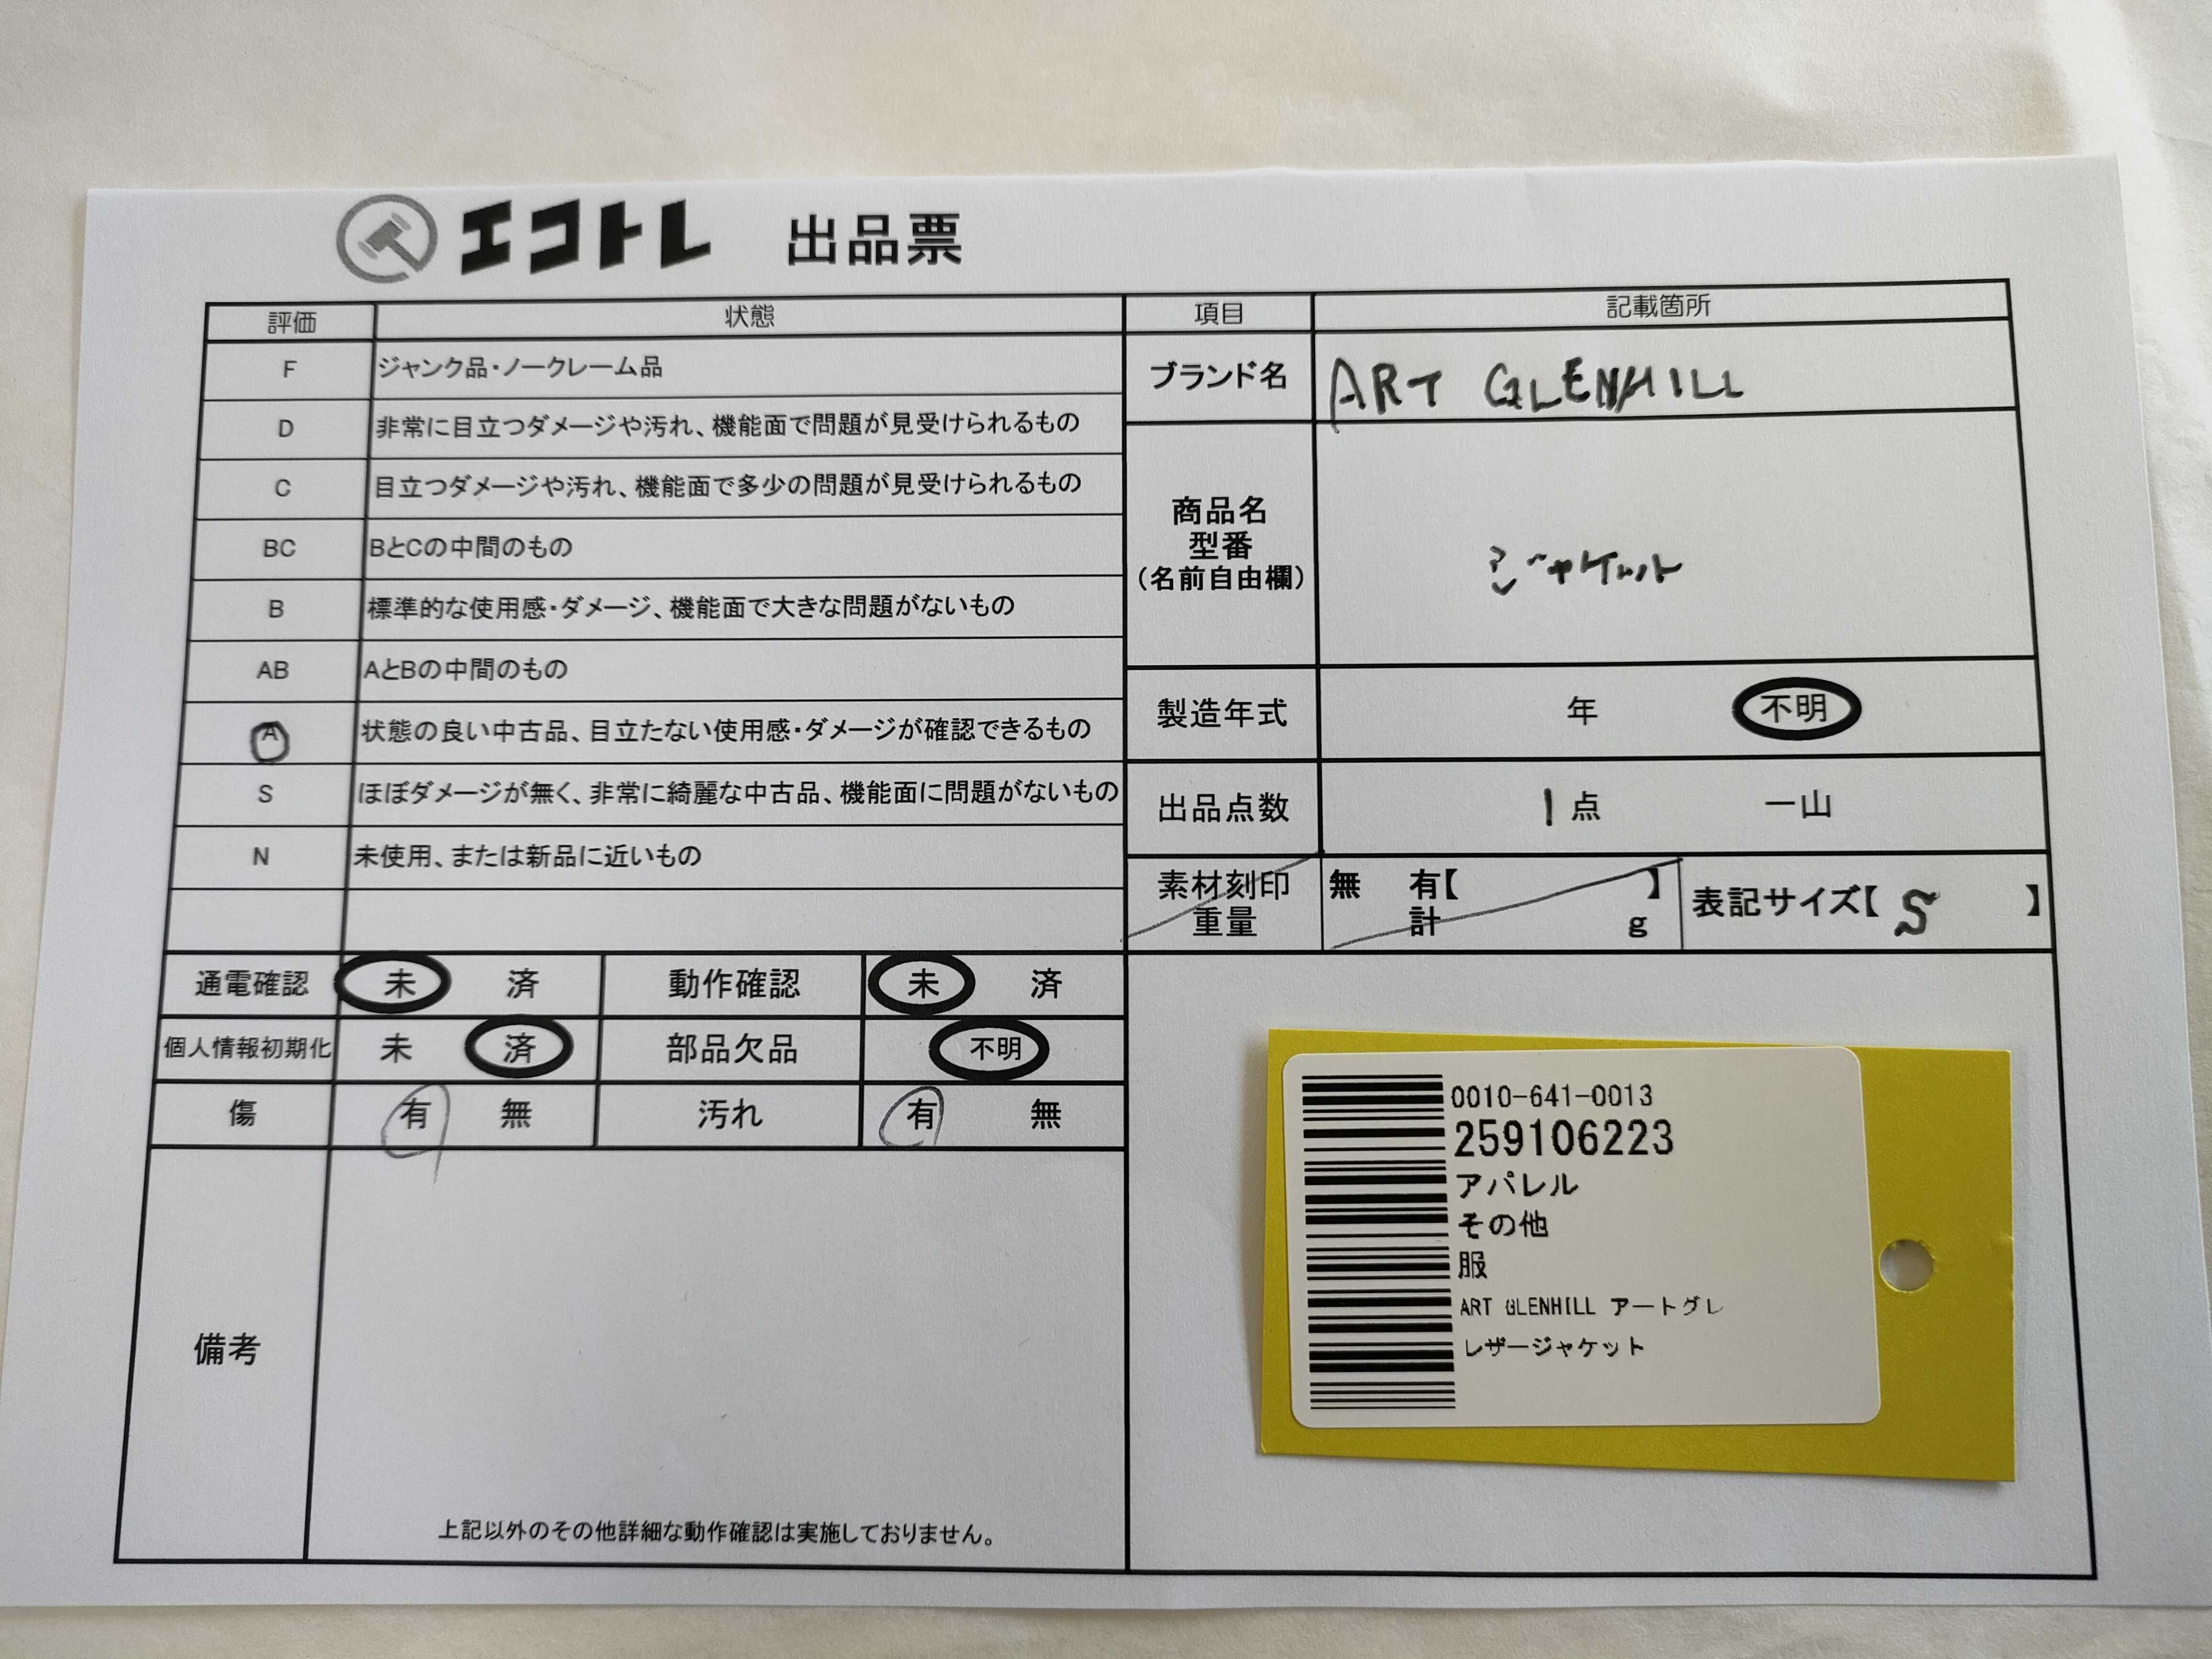 エコトレ 出品票
評価 状態
F ジャンク品・ノークレーム品
D 非常に目立つダメージや汚れ、機能面で問題が見受けられるもの
C 目立つダメージや汚れ、機能面で多少の問題が見受けられるもの
BC BとCの中間のもの
B 標準的な使用感・ダメージ、機能面で大きな問題がないもの
AB AとBの中間のもの
A 状態の良い中古品、目立たない使用感・ダメージが確認できるもの
S ほぼダメージが無く、非常に綺麗な中古品、機能面に問題がないもの
N 未使用、または新品に近いもの
通電確認 未 済 動作確認 未 済
個人情報初期化 未 済 部品欠品 不明
傷 有 無 汚れ 有 無
備考
上記以外のその他詳細な動作確認は実施しておりません。
項目 記載箇所
ブランド名 ART GLENHILL
商品名
型番
(名前自由欄)
ジャケット
製造年式 年 不明
出品点数 1点 一山
素材刻印 無 有【 】
重量 計 g
表記サイズ【 S 】
0010-641-0013
259106223
アパレル
その他
服
ART GLENHILL アートグレ
レザージャケット